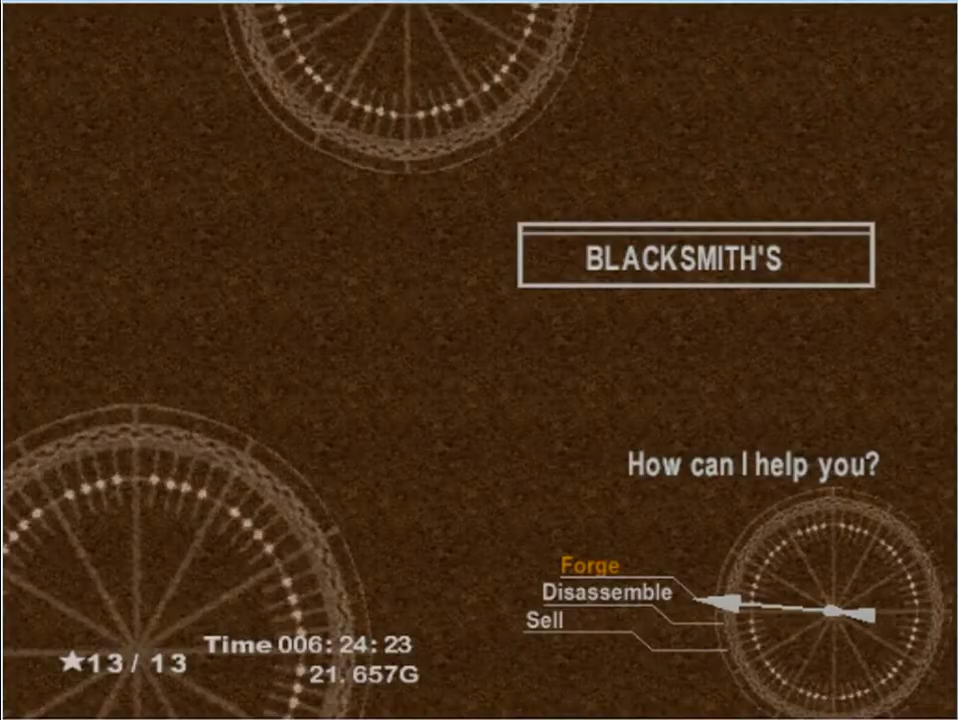 BLACKSMITH'S
How can I help you?
Forge
Disassemble
Sell
Time 006: 24: 23
★13/ 13
21. 657G